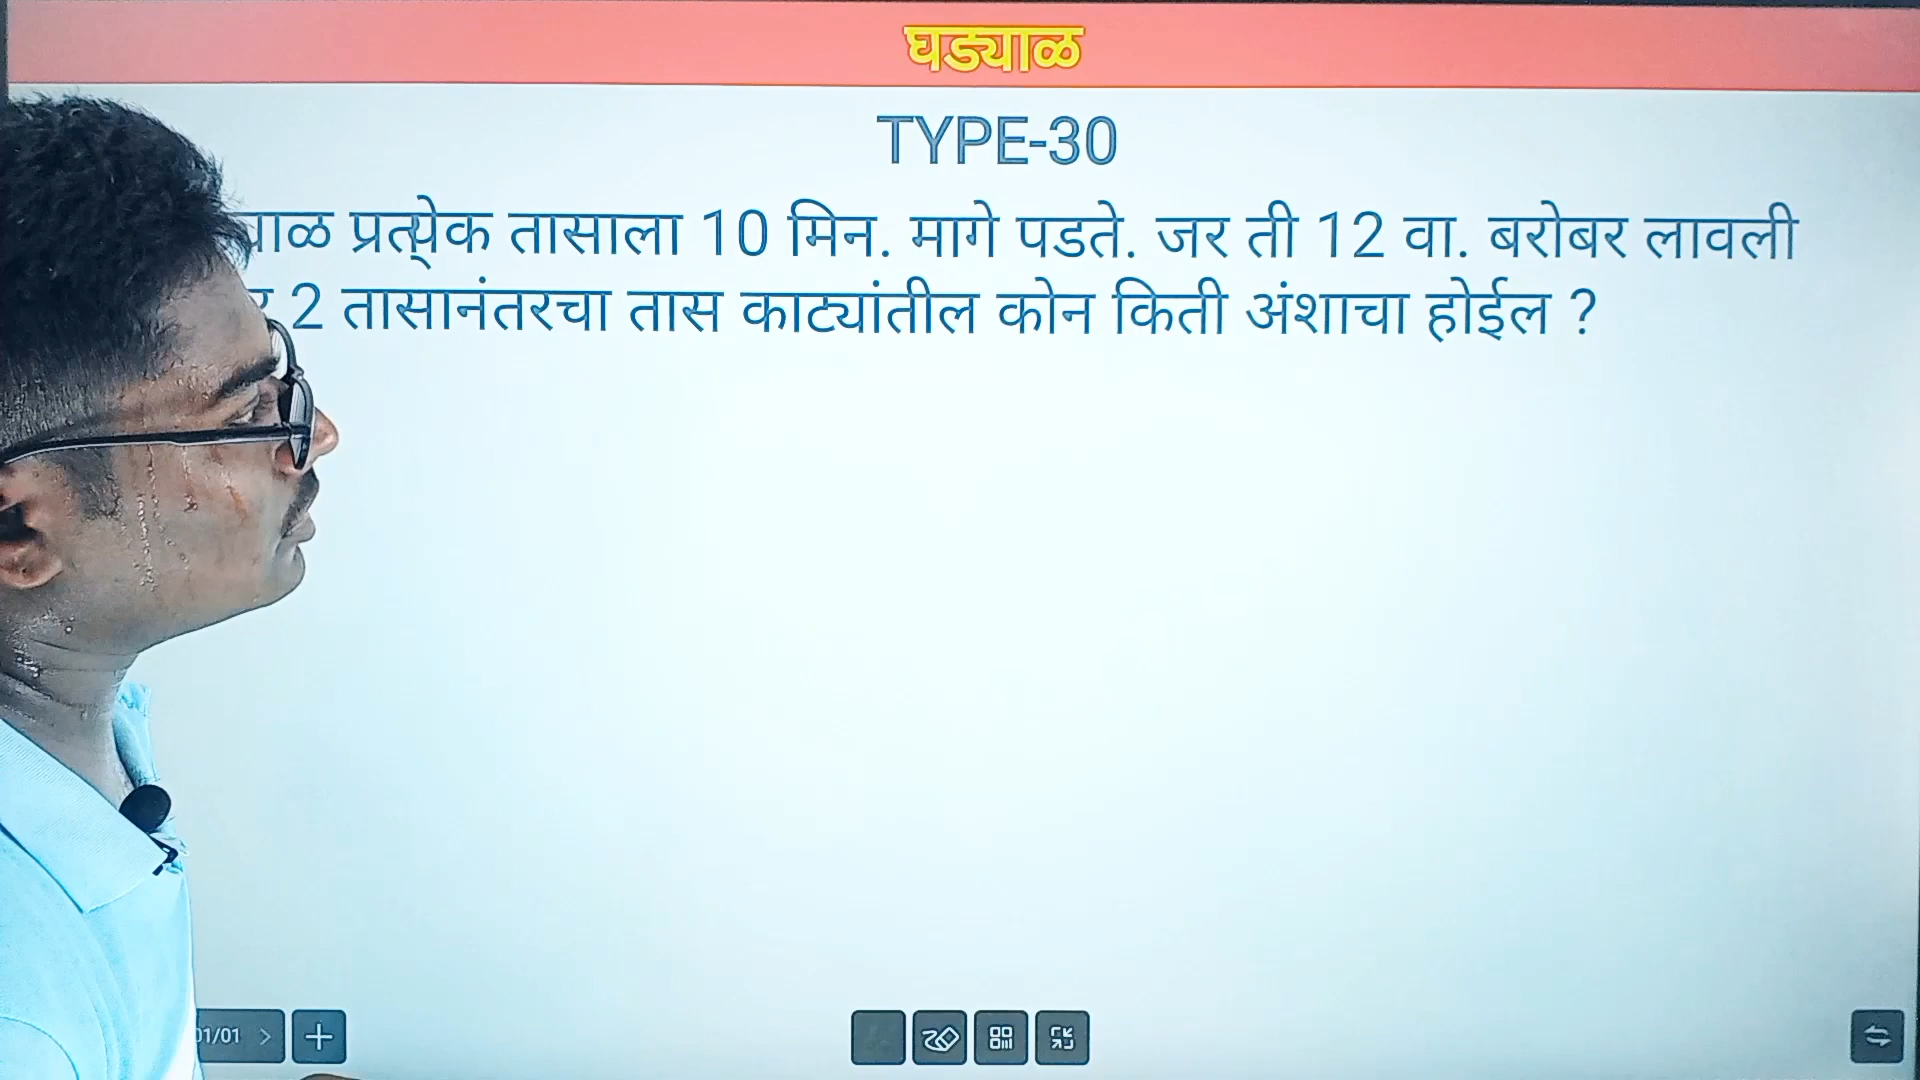 घड्याळ
TYPE-30
प्रत्येक तासाला 10 मिन. मागे पडते. जर ती 12 वा. बरोबर लावली
2 तासानंतरचा तास काट्यांतील कोन किती अंशाचा होईल ?
01/01